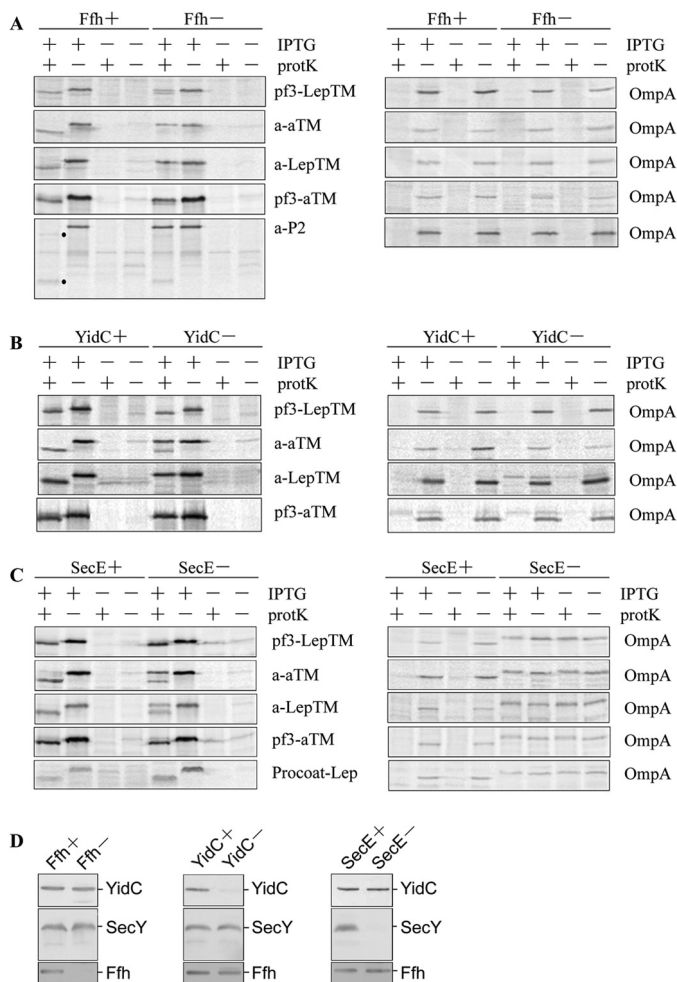 A
Ffh+ Ffh− Ffh+ Ffh−
+ + − − + + − − IPTG + + − − + + − − IPTG
+ − + − + − + − protK + − + − + − + − protK
pf3-LepTM OmpA
a-aTM OmpA
a-LepTM OmpA
pf3-aTM OmpA
a-P2 OmpA
B
YidC+ YidC− YidC+ YidC−
+ + − − + + − − IPTG + + − − + + − − IPTG
+ − + − + − + − protK + − + − + − + − protK
pf3-LepTM OmpA
a-aTM OmpA
a-LepTM OmpA
pf3-aTM OmpA
C
SecE+ SecE− SecE+ SecE−
+ + − − + + − − IPTG + + − − + + − − IPTG
+ − + − + − + − protK + − + − + − + − protK
pf3-LepTM OmpA
a-aTM OmpA
a-LepTM OmpA
pf3-aTM OmpA
Procoat-Lep OmpA
D
Ffh+ Ffh− YidC+ YidC− SecE+ SecE−
YidC YidC YidC
SecY SecY SecY
Ffh Ffh Ffh